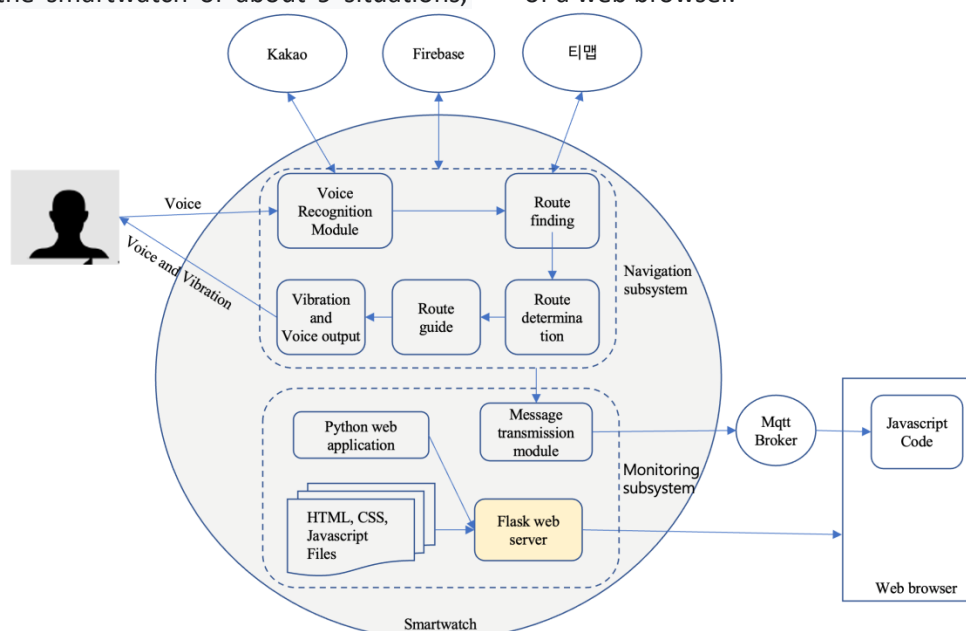 the smartwatch of about 9 situations,
of a web browser.
Kakao
Firebase
티맵
Voice
Recognition
Module
Route
finding
Voice
Voice and Vibration
Navigation
subsystem
Vibration
and
Voice output
Route
guide
Route
determina
tion
Python web
application
Message
transmission
module
Mqtt
Broker
Javascript
Code
Monitoring
subsystem
HTML, CSS,
Javascript
Files
Flask web
server
Web browser
Smartwatch